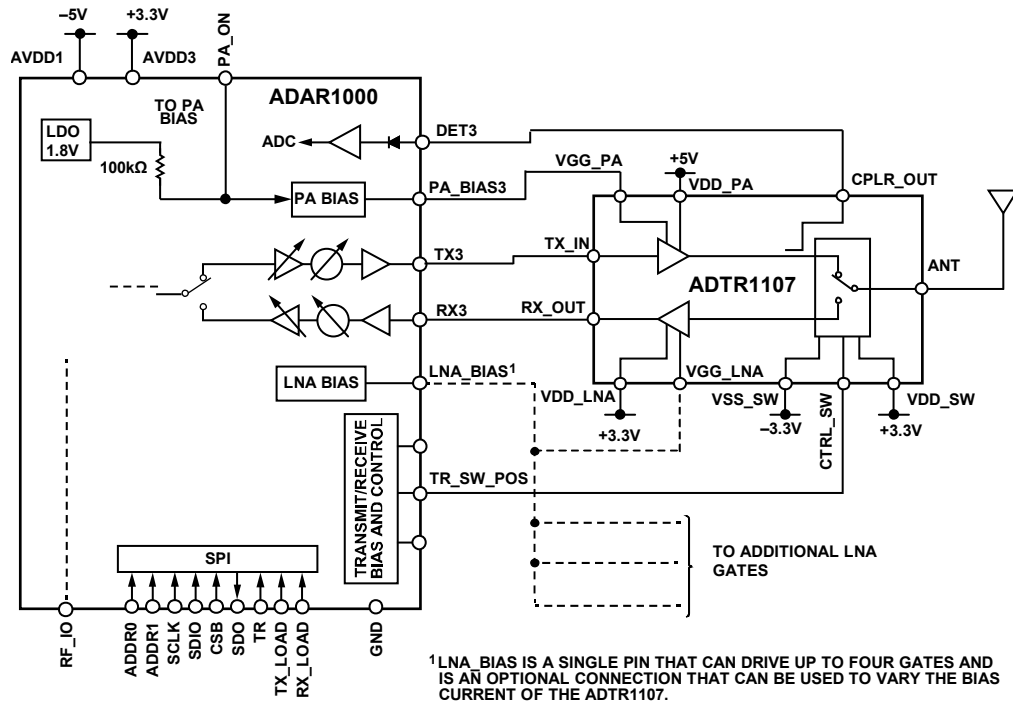 –5V
+3.3V
PA_ON
AVDD1
AVDD3
ADAR1000
TO PA
BIAS
LDO
1.8V
100kΩ
ADC
DET3
PA BIAS
PA_BIAS3
VGG_PA
+5V
VDD_PA
CPLR_OUT
TX3
TX_IN
ADTR1107
ANT
RX3
RX_OUT
LNA BIAS
LNA_BIAS1
VDD_LNA
VGG_LNA
+3.3V
VSS_SW
–3.3V
CTRL_SW
VDD_SW
+3.3V
TRANSMIT/RECEIVE
BIAS AND CONTROL
TR_SW_POS
TO ADDITIONAL LNA
GATES
SPI
RF_IO
ADDR0
ADDR1
SCLK
SDIO
CSB
SDO
TR
TX_LOAD
RX_LOAD
GND
1LNA_BIAS IS A SINGLE PIN THAT CAN DRIVE UP TO FOUR GATES AND
IS AN OPTIONAL CONNECTION THAT CAN BE USED TO VARY THE BIAS
CURRENT OF THE ADTR1107.